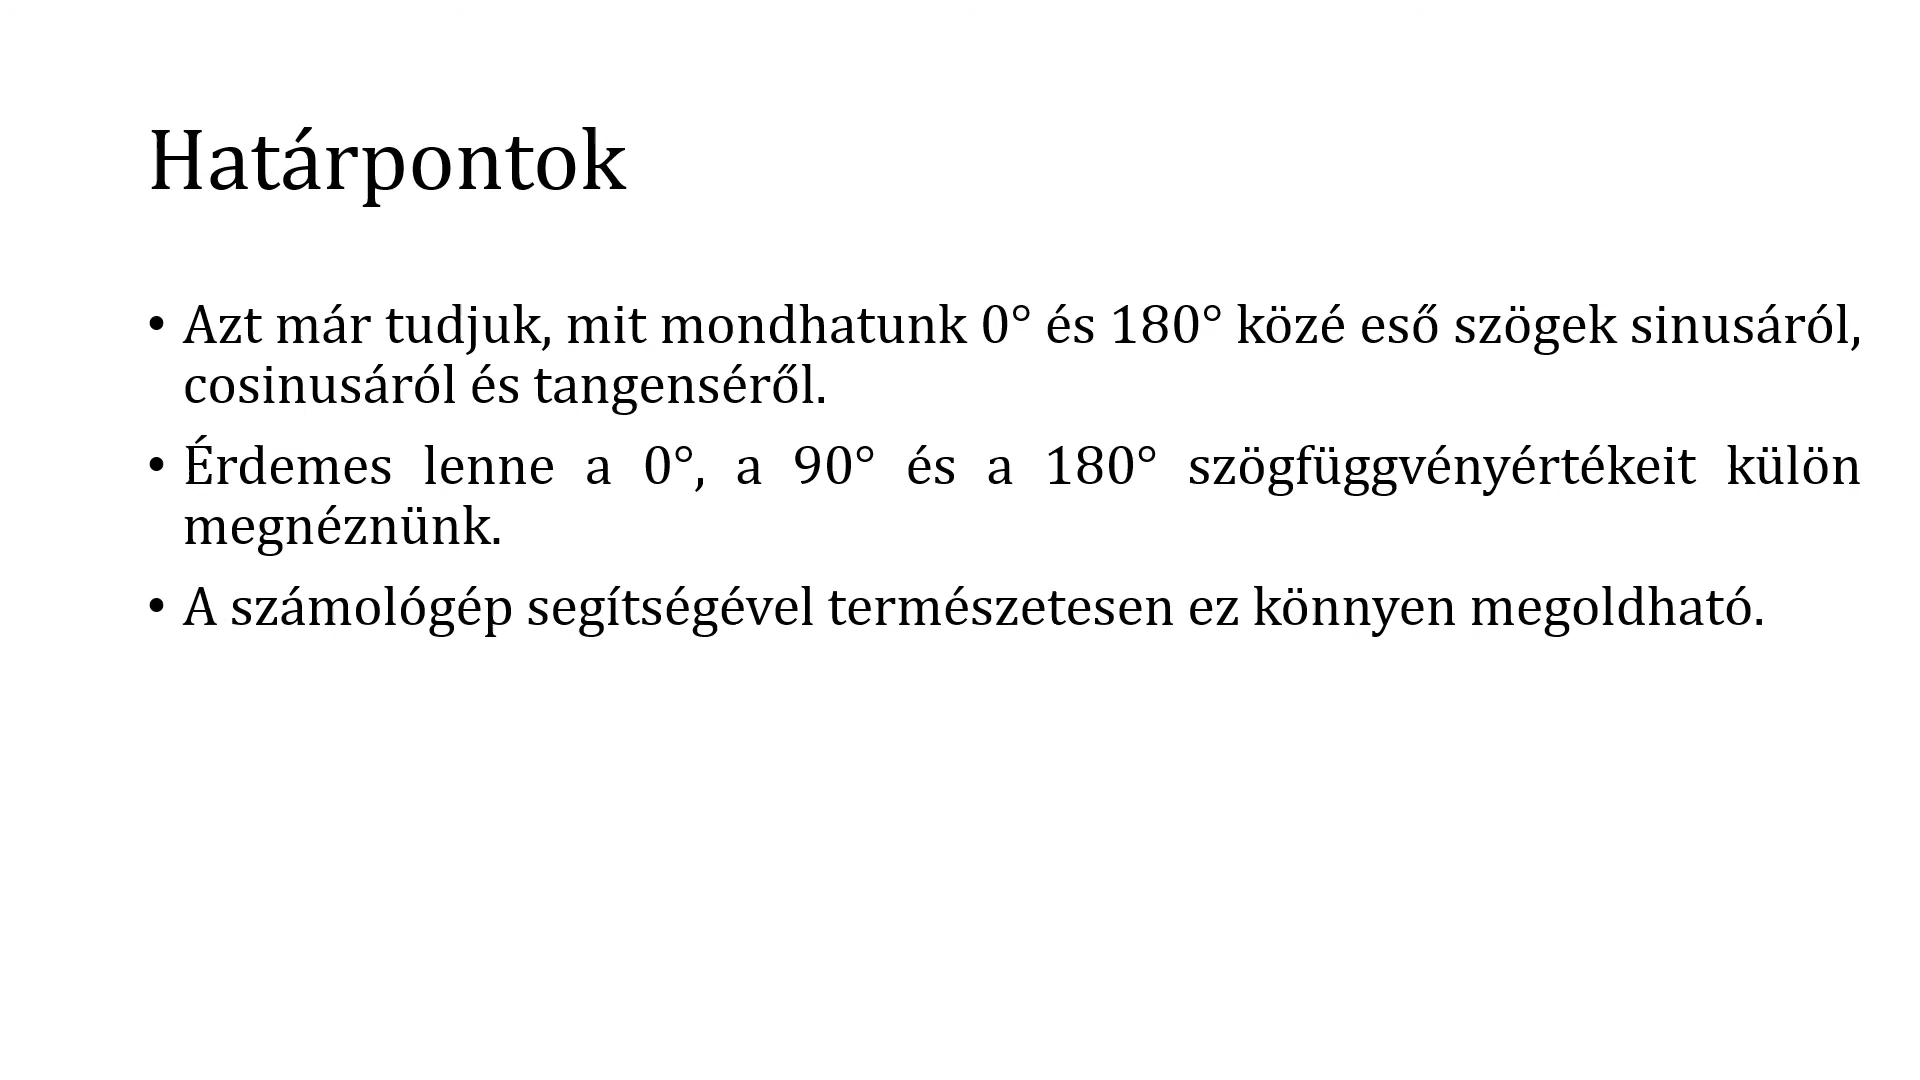 Határpontok
• Azt már tudjuk, mit mondhatunk 0° és 180° közé eső szögek sinusáról,
cosinusáról és tangenséről.
• Érdemes lenne a 0°, a 90° és a 180° szögfüggvényértékeit külön
megnéznünk.
• A számológép segítségével természetesen ez könnyen megoldható.